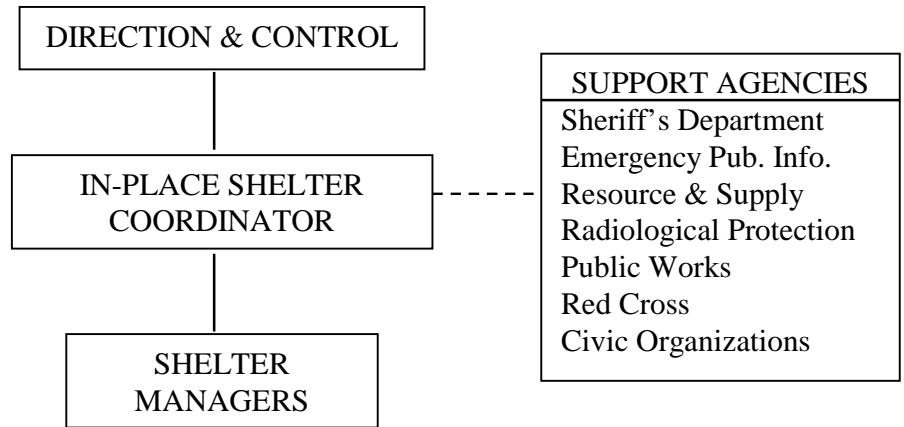 DIRECTION & CONTROL
IN-PLACE SHELTER
COORDINATOR
SHELTER
MANAGERS
SUPPORT AGENCIES
Sheriff’s Department
Emergency Pub. Info.
Resource & Supply
Radiological Protection
Public Works
Red Cross
Civic Organizations